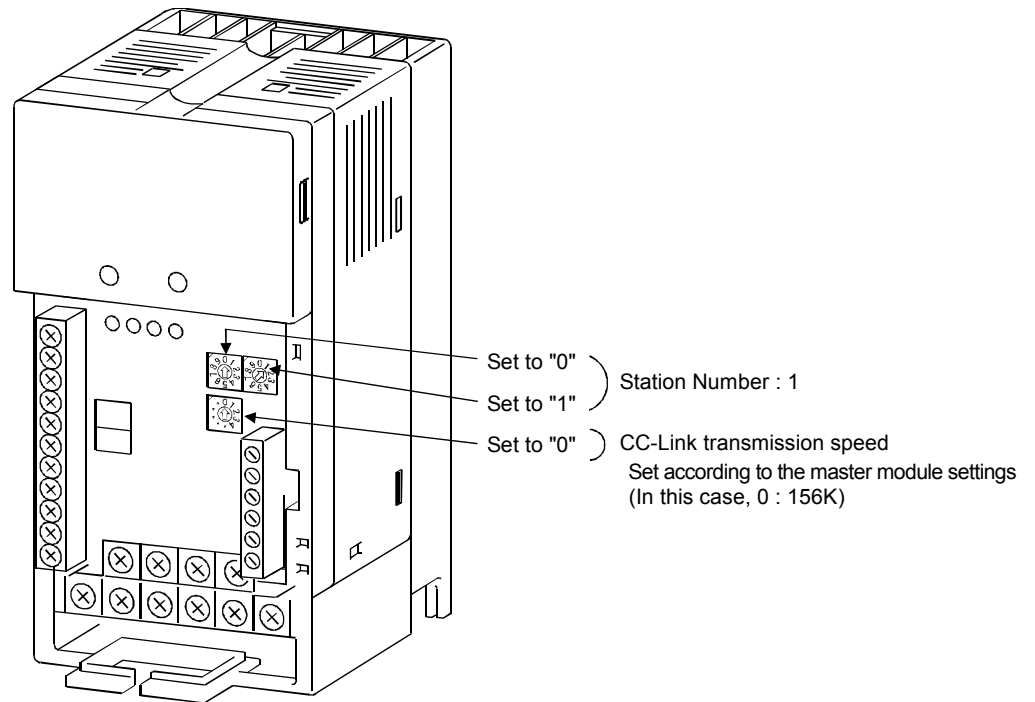 Set to "0"
Set to "1"
Station Number : 1
Set to "0"
CC-Link transmission speed
Set according to the master module settings
(In this case, 0 : 156K)